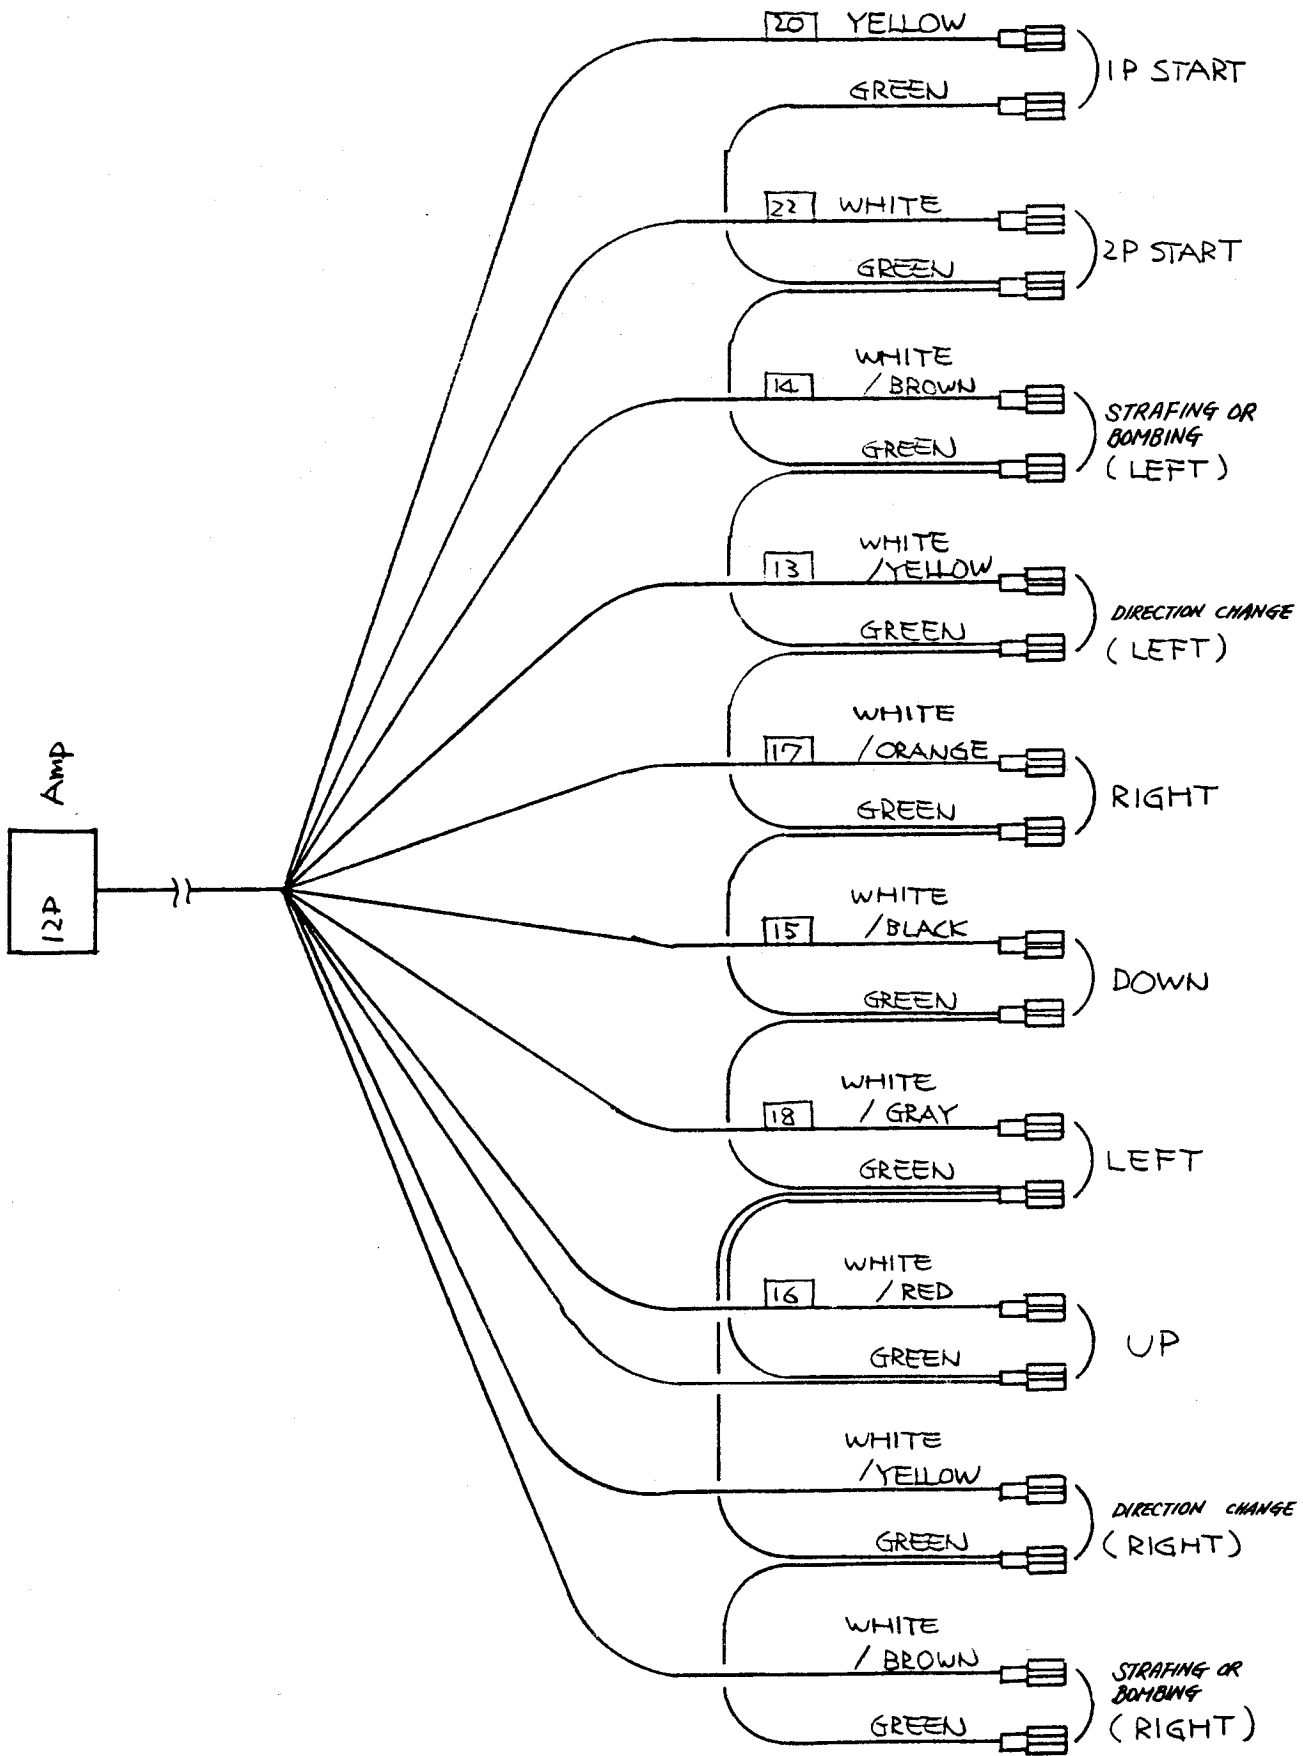 20 YELLOW
1P START
GREEN
22 WHITE
2P START
GREEN
WHITE
14 / BROWN
STRAFING OR
BOMBING
(LEFT)
GREEN
WHITE
13 /YELLOW
DIRECTION CHANGE
(LEFT)
GREEN
WHITE
17 /ORANGE
RIGHT
GREEN
Amp
12P
WHITE
15 /BLACK
DOWN
GREEN
WHITE
18 / GRAY
LEFT
GREEN
WHITE
16 / RED
UP
GREEN
WHITE
/YELLOW
DIRECTION CHANGE
(RIGHT)
GREEN
WHITE
/ BROWN
STRAFING OR
BOMBING
(RIGHT)
GREEN